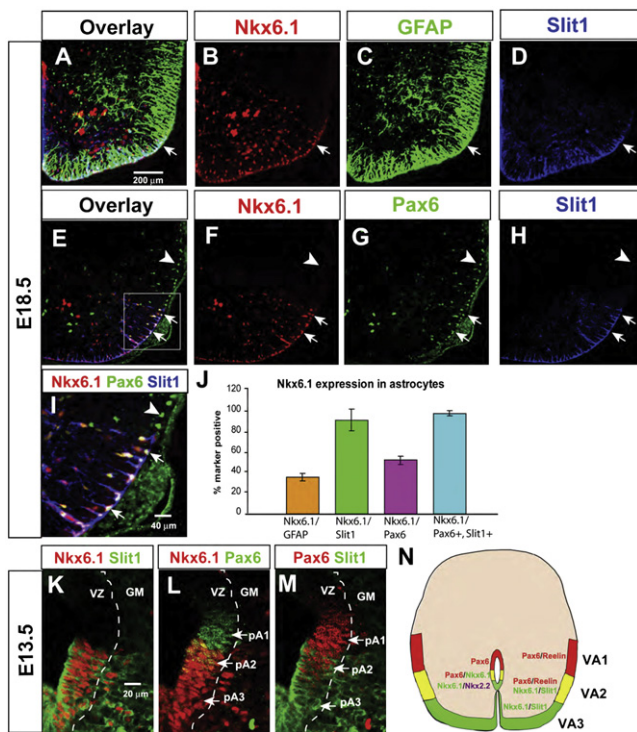 Overlay Nkx6.1 GFAP Slit1
A B C D
200 μm
Overlay Nkx6.1 Pax6 Slit1
E F G H
E18.5
Nkx6.1 Pax6 Slit1
I
40 μm
J
Nkx6.1 expression in astrocytes
% marker positive
120
100
80
60
40
20
0
Nkx6.1/ Nkx6.1/ Nkx6.1/ Nkx6.1/
GFAP Slit1 Pax6 Pax6+, Slit1+
Nkx6.1 Slit1 Nkx6.1 Pax6 Pax6 Slit1
K VZ GM L VZ GM M VZ GM
E13.5
20 μm
pA1 pA1
pA2 pA2
pA3 pA3
N
Pax6 Pax6/Reelin VA1
Pax6/Nkx6.1 Pax6/Reelin
Nkx6.1/Nkx2.2 Nkx6.1/Slit1 VA2
Nkx6.1/Slit1
VA3